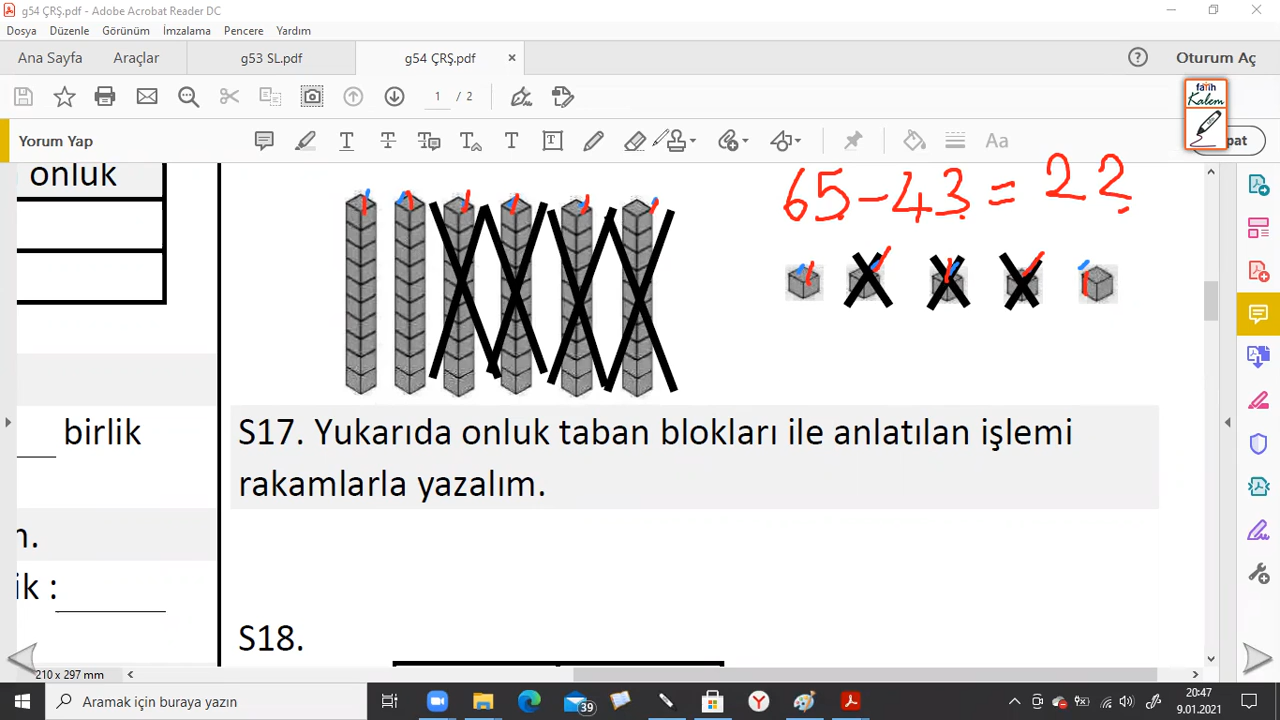 g54 ÇRŞ.pdf - Adobe Acrobat Reader DC
Dosya Düzenle Görünüm İmzalama Pencere Yardım
Ana Sayfa Araçlar g53 SL.pdf g54 ÇRŞ.pdf × Oturum Aç
1 / 2
fatih
Kalem
Yorum Yap pat
Aa
onluk
65-43=22
birlik
S17. Yukarıda onluk taban blokları ile anlatılan işlemi
rakamlarla yazalım.
n.
ik :
S18.
210 x 297 mm
Aramak için buraya yazın
39
20:47
9.01.2021